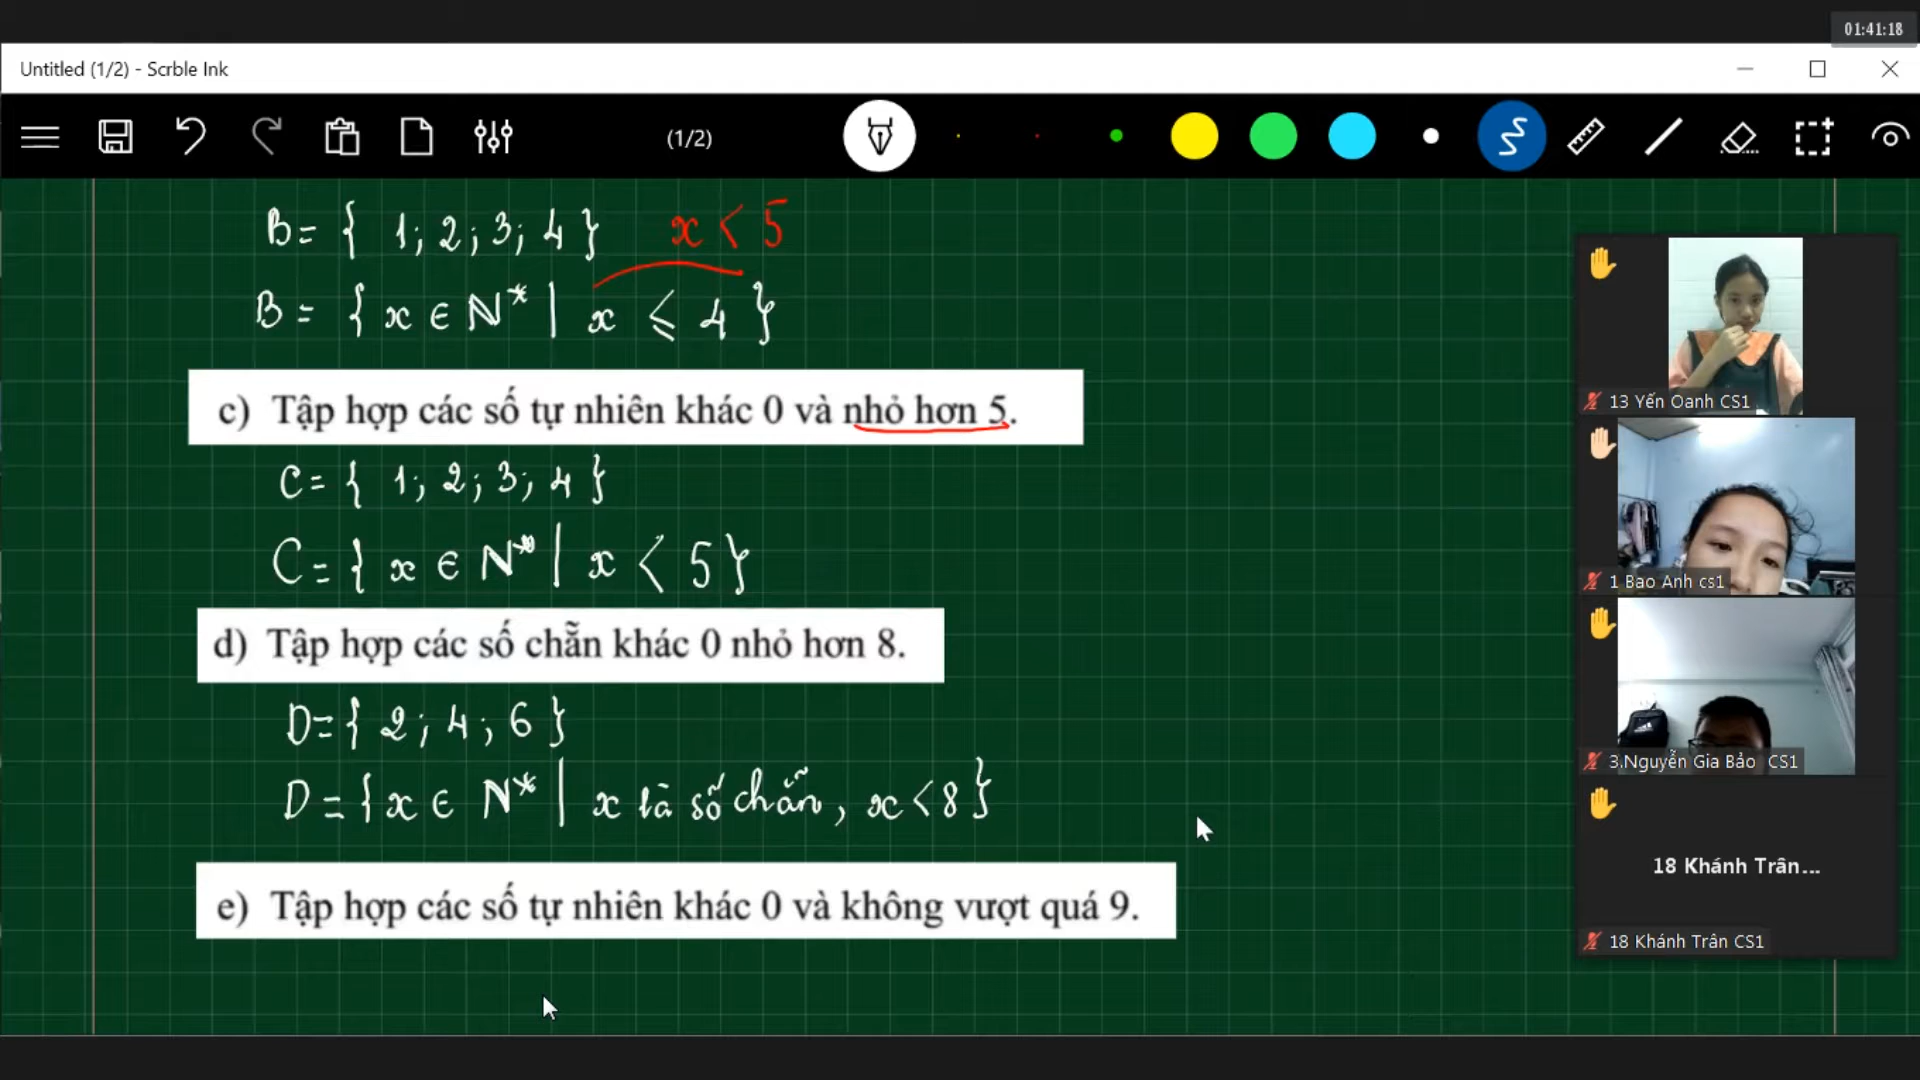 01:41:18
Untitled (1/2) - Scrble Ink
(1/2)
B = { 1; 2; 3; 4 } x < 5
B = { x ∈ N* | x ⩽ 4 }
c) Tập hợp các số tự nhiên khác 0 và nhỏ hơn 5.
C = { 1; 2; 3; 4 }
C = { x ∈ N* | x < 5 }
d) Tập hợp các số chẵn khác 0 nhỏ hơn 8.
D = { 2; 4; 6 }
D = { x ∈ N* | x là số chẵn, x < 8 }
e) Tập hợp các số tự nhiên khác 0 và không vượt quá 9.
13 Yến Oanh CS1
1 Bao Anh cs1
3.Nguyễn Gia Bảo CS1
18 Khánh Trân...
18 Khánh Trân CS1